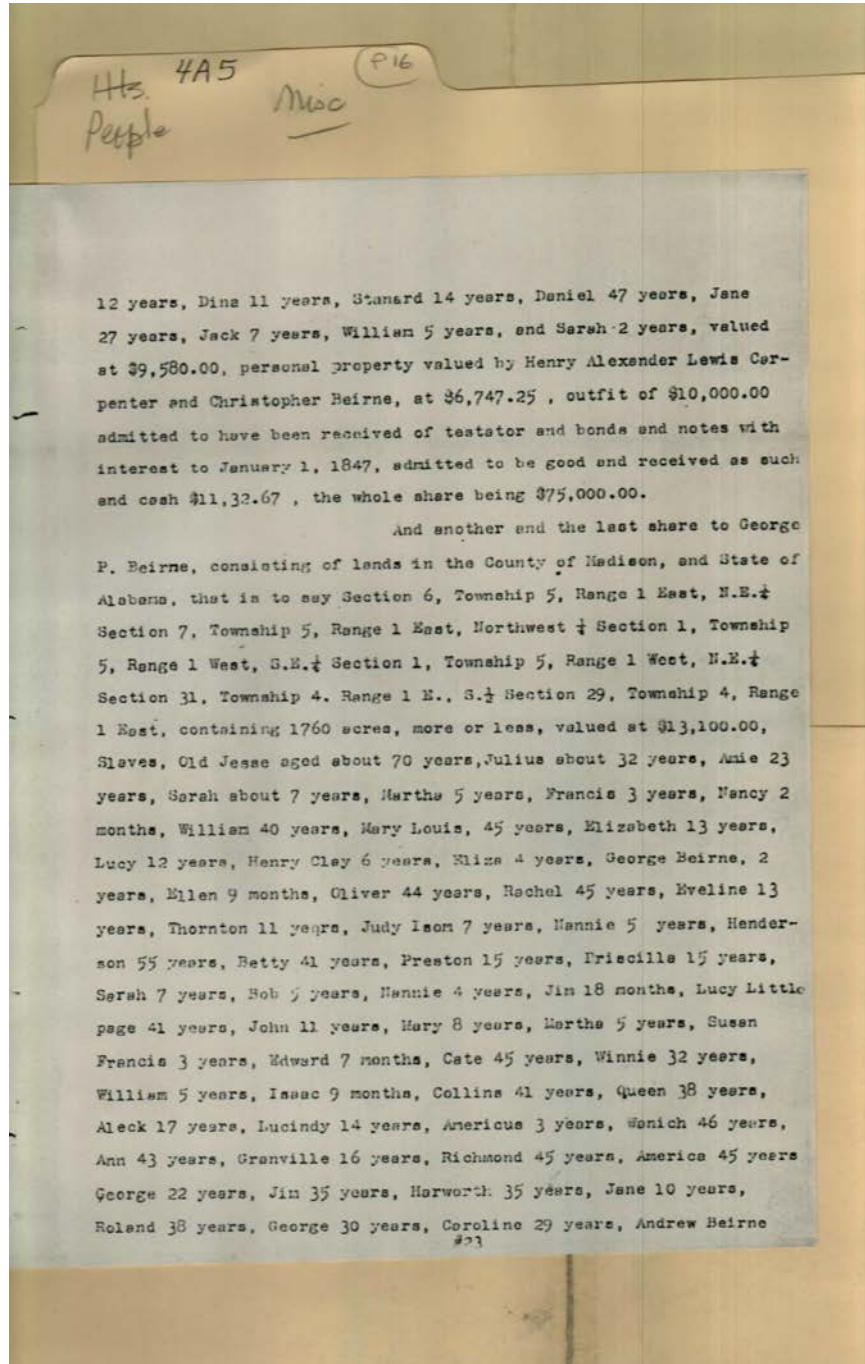 4A5
P16
Hts.
Misc
People
12 years, Dina 11 years, Stanard 14 years, Daniel 47 years, Jane
27 years, Jack 7 years, William 5 years, and Sarah 2 years, valued
at $9,580.00, personal property valued by Henry Alexander Lewis Car-
penter and Christopher Beirne, at $6,747.25 , outfit of $10,000.00
admitted to have been received of testator and bonds and notes with
interest to January 1, 1847, admitted to be good and received as such
and cash $11,32.67 , the whole share being $75,000.00.
And another and the last share to George
P. Beirne, consisting of lands in the County of Madison, and State of
Alabama, that is to say Section 6, Township 5, Range 1 East, N.E.¼
Section 7, Township 5, Range 1 East, Northwest ¼ Section 1, Township
5, Range 1 West, S.E.¼ Section 1, Township 5, Range 1 West, N.E.¼
Section 31, Township 4. Range 1 E., S.½ Section 29, Township 4, Range
1 East, containing 1760 acres, more or less, valued at $13,100.00,
Slaves, Old Jesse aged about 70 years,Julius about 32 years, Amie 23
years, Sarah about 7 years, Martha 5 years, Francis 3 years, Nancy 2
months, William 40 years, Mary Louis, 45 years, Elizabeth 13 years,
Lucy 12 years, Henry Clay 6 years, Eliza 4 years, George Beirne, 2
years, Ellen 9 months, Oliver 44 years, Rachel 45 years, Eveline 13
years, Thornton 11 years, Judy Isom 7 years, Nannie 5 years, Hender-
son 55 years, Betty 41 years, Preston 15 years, Priscilla 15 years,
Sarah 7 years, Bob 5 years, Nannie 4 years, Jim 18 months, Lucy Little
page 41 years, John 11 years, Mary 8 years, Martha 5 years, Susan
Francis 3 years, Edward 7 months, Cate 45 years, Winnie 32 years,
William 5 years, Isaac 9 months, Collins 41 years, Queen 38 years,
Aleck 17 years, Lucindy 14 years, Americus 3 years, 46 years,
Ann 43 years, Granville 16 years, Richmond 45 years, America 45 years
George 22 years, Jim 35 years, Harworth 35 years, Jane 10 years,
Roland 38 years, George 30 years, Caroline 29 years, Andrew Beirne
#23